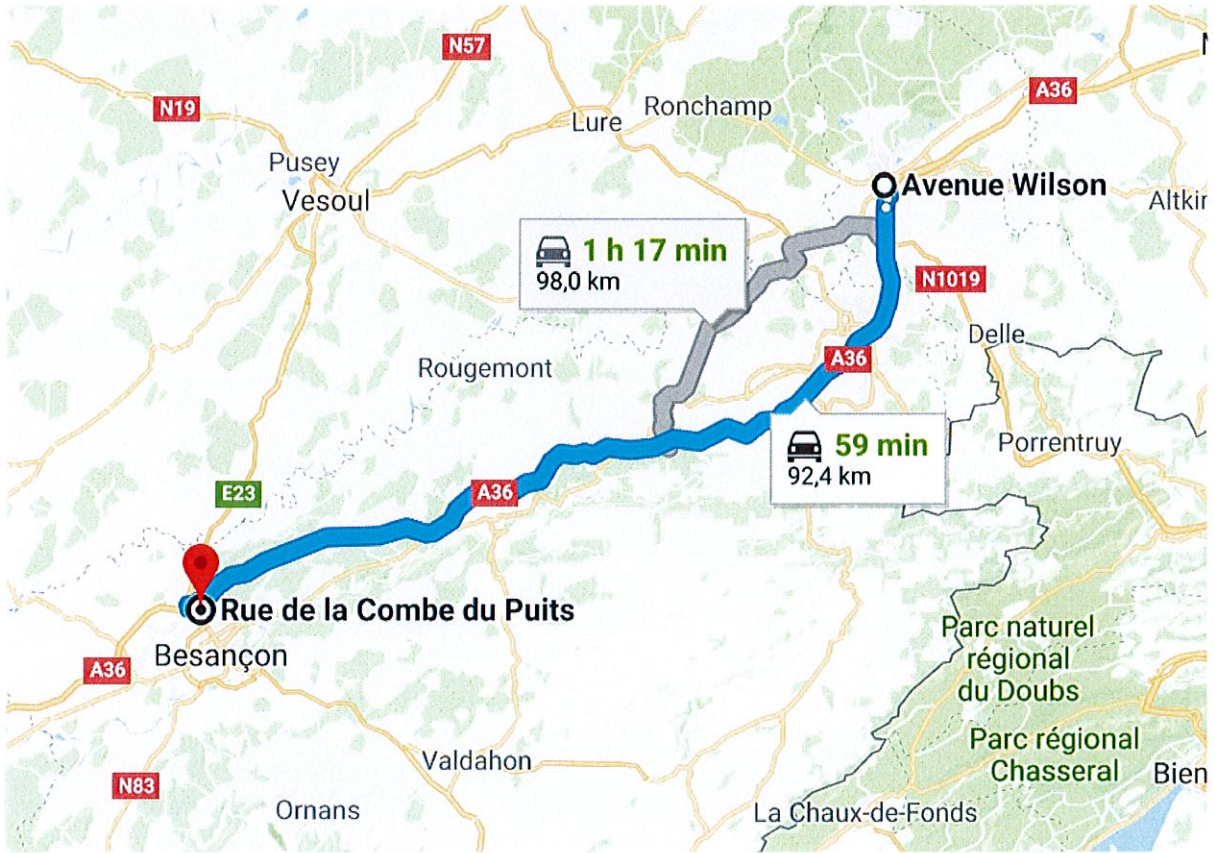 N57
A36
N19
Ronchamp
Lure
Pusey
Vesoul
Avenue Wilson
Altkir
1 h 17 min
98,0 km
N1019
Delle
A36
Rougemont
59 min
92,4 km
Porrentruy
E23
A36
Rue de la Combe du Puits
Besançon
A36
Parc naturel
régional
du Doubs
Parc régional
Chasseral
Valdahon
Bien
N83
Ornans
La Chaux-de-Fonds